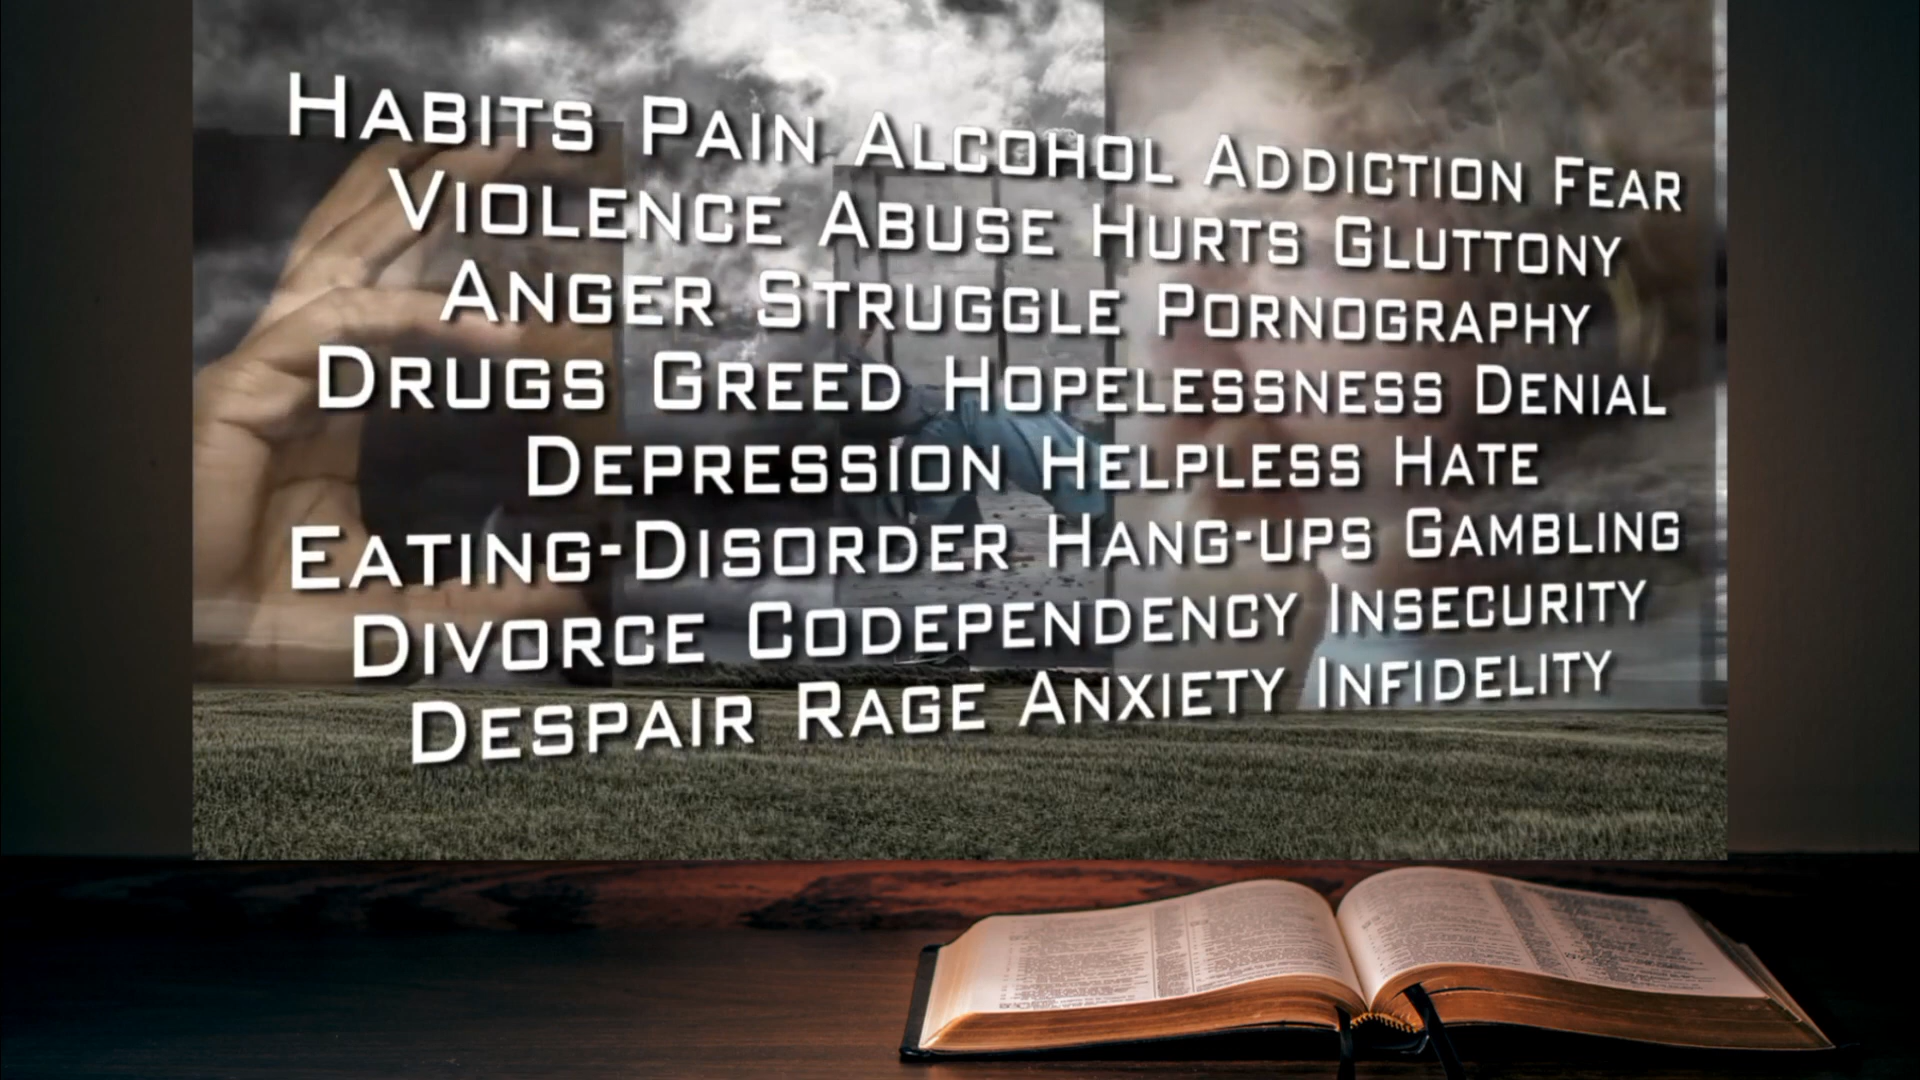 Habits Pain Alcohol Addiction Fear
Violence Abuse Hurts Gluttony
Anger Struggle Pornography
Drugs Greed Hopelessness Denial
Depression Helpless Hate
Eating-Disorder Hang-ups Gambling
Divorce Codependency Insecurity
Despair Rage Anxiety Infidelity